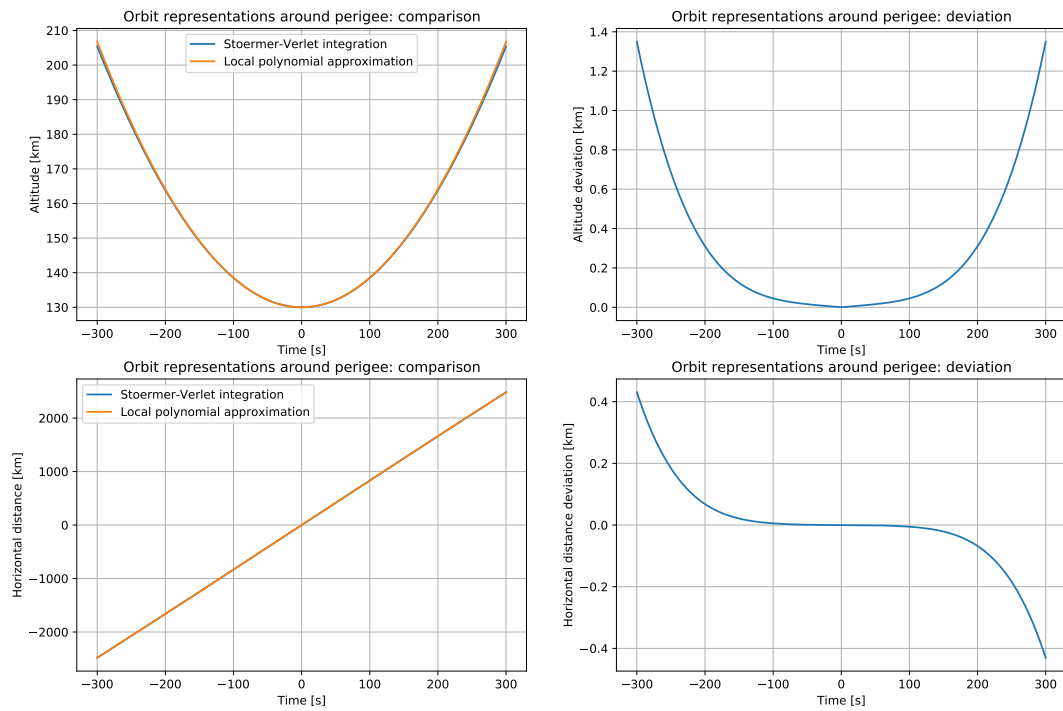 Orbit representations around perigee: comparison
Altitude [km]
210
200
190
180
170
160
150
140
130
Stoermer-Verlet integration
Local polynomial approximation
−300 −200 −100 0 100 200 300
Time [s]
Orbit representations around perigee: deviation
Altitude deviation [km]
1.4
1.2
1.0
0.8
0.6
0.4
0.2
0.0
−300 −200 −100 0 100 200 300
Time [s]
Orbit representations around perigee: comparison
Horizontal distance [km]
2000
1000
0
−1000
−2000
Stoermer-Verlet integration
Local polynomial approximation
−300 −200 −100 0 100 200 300
Time [s]
Orbit representations around perigee: deviation
Horizontal distance deviation [km]
0.4
0.2
0.0
−0.2
−0.4
−300 −200 −100 0 100 200 300
Time [s]